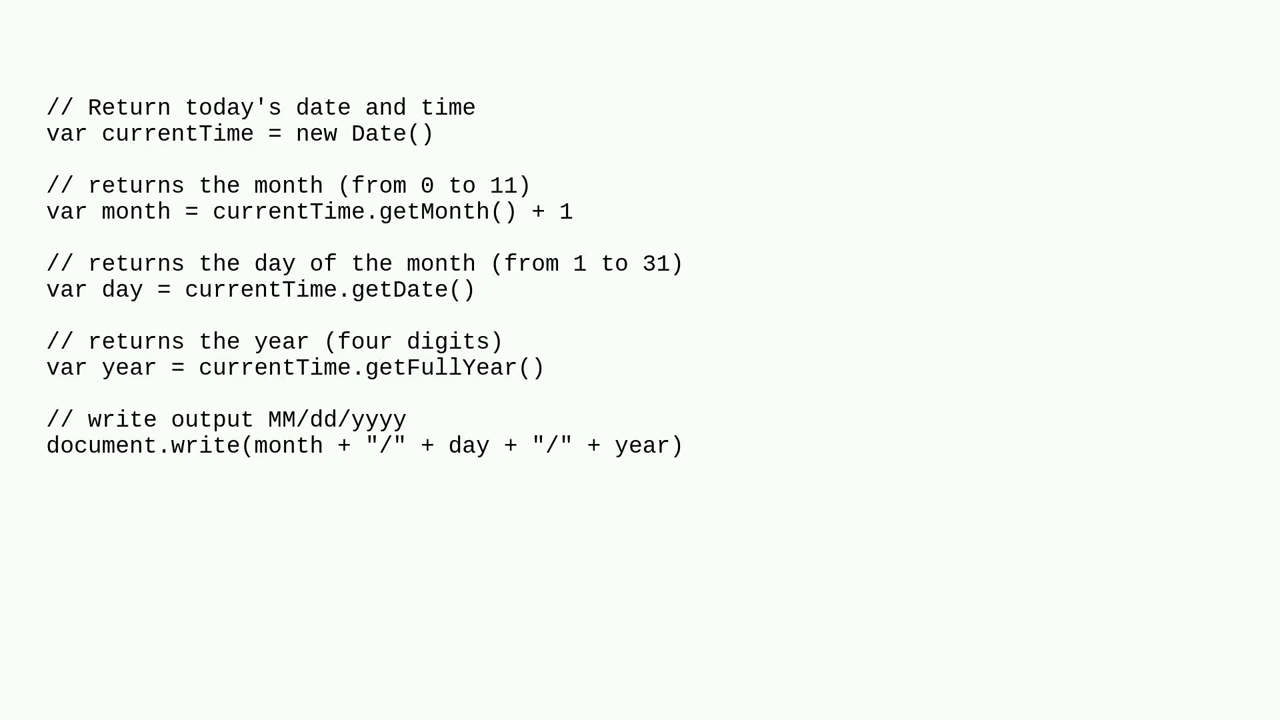 // Return today's date and time
var currentTime = new Date()
// returns the month (from 0 to 11)
var month = currentTime.getMonth() + 1
// returns the day of the month (from 1 to 31)
var day = currentTime.getDate()
// returns the year (four digits)
var year = currentTime.getFullYear()
// write output MM/dd/yyyy
document.write(month + "/" + day + "/" + year)